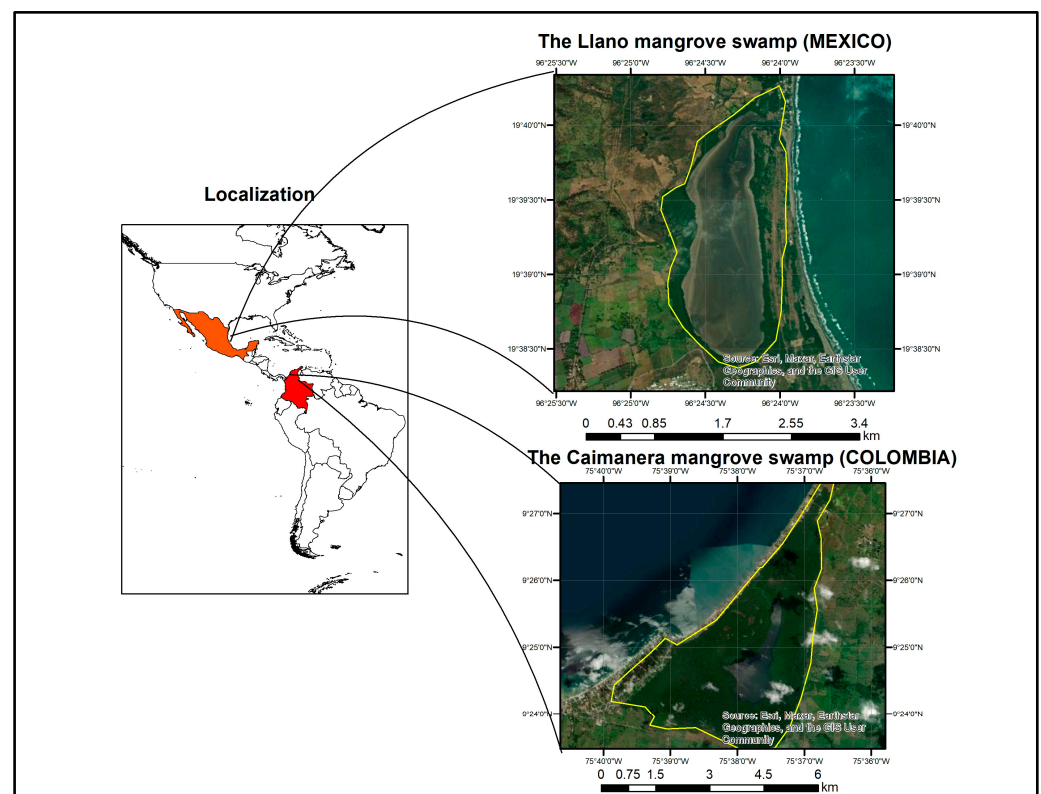 The Llano mangrove swamp (MEXICO)
96°25'30"W 96°25'0"W 96°24'30"W 96°24'0"W 96°23'30"W
19°40'0"N 19°40'0"N
Localization
19°39'30"N 19°39'30"N
19°39'0"N 19°39'0"N
19°38'30"N 19°38'30"N
Source: Esri, Maxar, Earthstar
Geographics, and the GIS User
Community
96°25'30"W 96°25'0"W 96°24'30"W 96°24'0"W 96°23'30"W
0 0.43 0.85 1.7 2.55 3.4
km
The Caimanera mangrove swamp (COLOMBIA)
75°40'0"W 75°39'0"W 75°38'0"W 75°37'0"W 75°36'0"W
9°27'0"N 9°27'0"N
9°26'0"N 9°26'0"N
9°25'0"N 9°25'0"N
9°24'0"N 9°24'0"N
Source: Esri, Maxar, Earthstar
Geographics, and the GIS User
Community
75°40'0"W 75°39'0"W 75°38'0"W 75°37'0"W 75°36'0"W
0 0.75 1.5 3 4.5 6
km